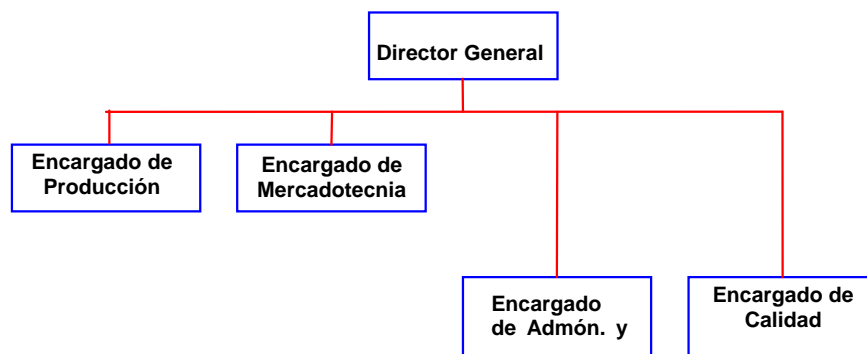 Director General
Encargado de
Producción
Encargado de
Mercadotecnia
Encargado
de Admón. y
Encargado de
Calidad